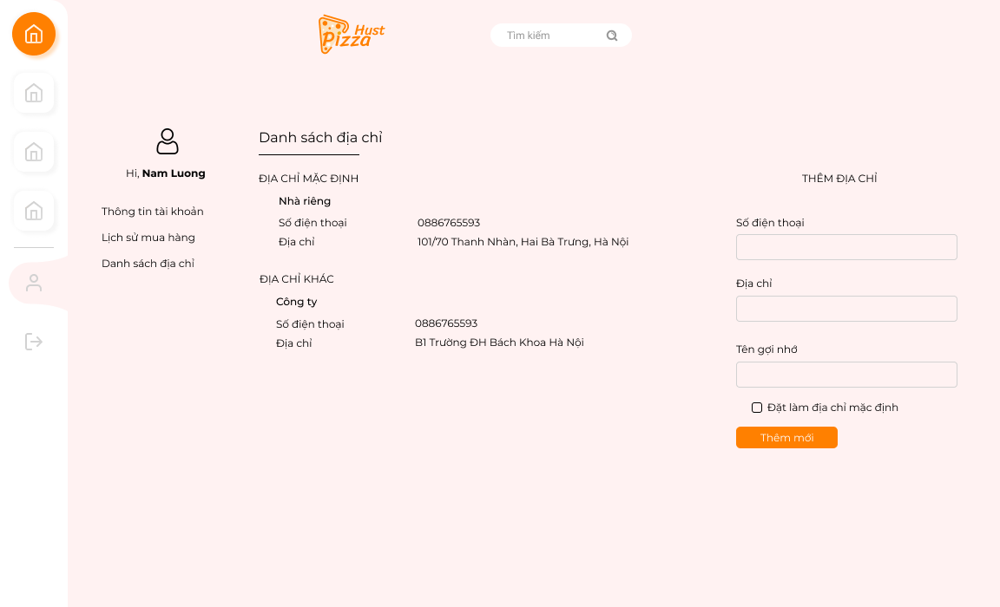 Hust
Pizza
Tìm kiếm
Hi, Nam Luong
Thông tin tài khoản
Lịch sử mua hàng
Danh sách địa chỉ
Danh sách địa chỉ
ĐỊA CHỈ MẶC ĐỊNH
Nhà riêng
Số điện thoại 0886765593
Địa chỉ 101/70 Thanh Nhàn, Hai Bà Trưng, Hà Nội
ĐỊA CHỈ KHÁC
Công ty
Số điện thoại 0886765593
Địa chỉ B1 Trường ĐH Bách Khoa Hà Nội
THÊM ĐỊA CHỈ
Số điện thoại
Địa chỉ
Tên gợi nhớ
Đặt làm địa chỉ mặc định
Thêm mới